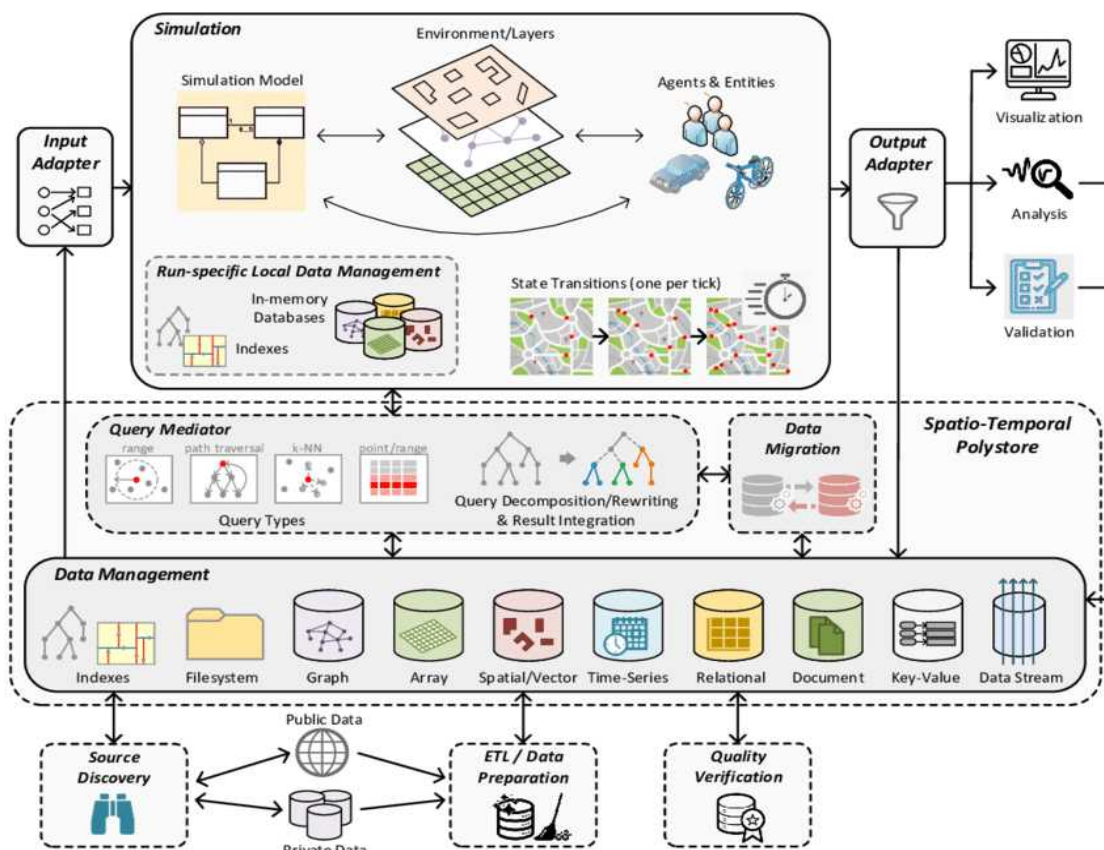 Simulation
Environment/Layers
Simulation Model
Agents & Entities
Input
Adapter
Output
Adapter
Visualization
Analysis
Validation
Run-specific Local Data Management
In-memory
Databases
Indexes
State Transitions (one per tick)
Query Mediator
range
path traversal
k-NN
point/range
Query Types
Query Decomposition/Rewriting
& Result Integration
Data
Migration
Spatio-Temporal
Polystore
Data Management
Indexes
Filesystem
Graph
Array
Spatial/Vector
Time-Series
Relational
Document
Key-Value
Data Stream
Source
Discovery
Public Data
Private Data
ETL / Data
Preparation
Quality
Verification